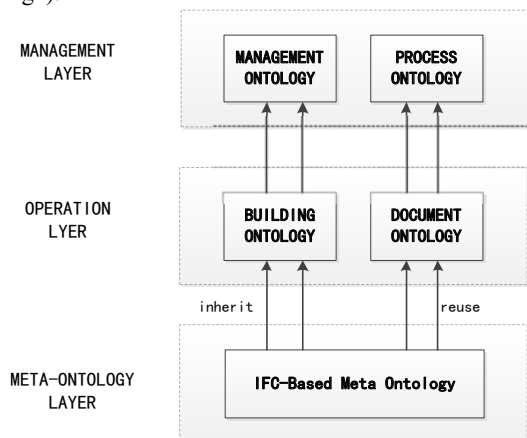 MANAGEMENT
LAYER
MANAGEMENT
ONTOLOGY
PROCESS
ONTOLOGY
OPERATION
LYER
BUILDING
ONTOLOGY
DOCUMENT
ONTOLOGY
inherit
reuse
META-ONTOLOGY
LAYER
IFC-Based Meta Ontology